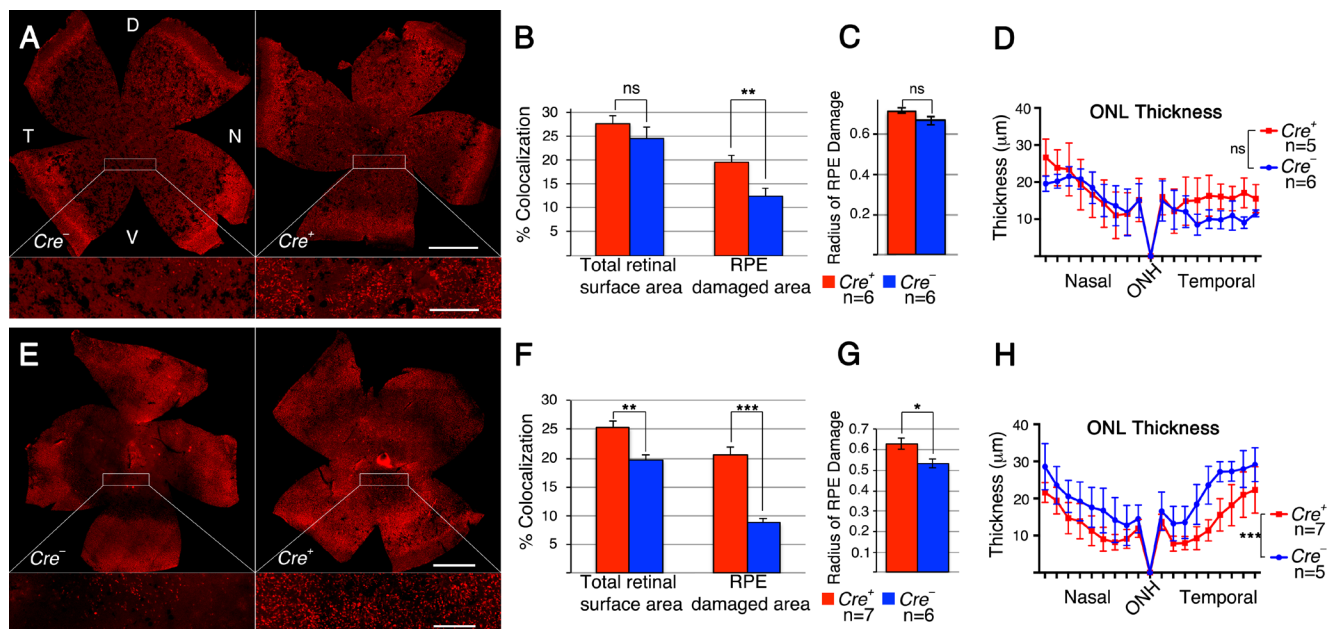 A
D
T
N
V
Cre⁻
Cre⁺
B
% Colocalization
30
25
20
15
10
5
ns
**
Total retinal
surface area
RPE
damaged area
C
Radius of RPE Damage
0.6
0.4
0.2
0
ns
Cre⁺
n=6
Cre⁻
n=6
D
ONL Thickness
Thickness (μm)
40
30
20
10
Nasal
ONH
Temporal
ns
Cre⁺
n=5
Cre⁻
n=6
E
Cre⁻
Cre⁺
F
% Colocalization
30
25
20
15
10
5
0
**
***
Total retinal
surface area
RPE
damaged area
G
Radius of RPE Damage
0.7
0.6
0.5
0.4
0.3
0.2
0.1
0
*
Cre⁺
n=7
Cre⁻
n=6
H
ONL Thickness
Thickness (μm)
40
30
20
10
Nasal
ONH
Temporal
***
Cre⁺
n=7
Cre⁻
n=5